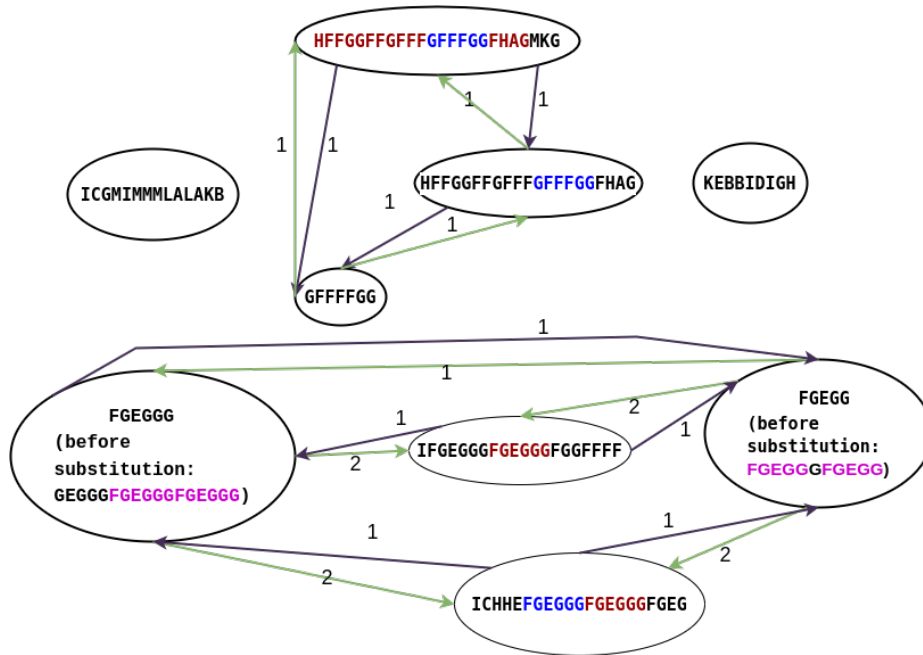 HFFGGFFGFFFGFFFGGFHAGMKG
1
1
1
1
ICGMIMMMLALAKB
HFFGGFFGFFFGFFFGGFHAG
KEBBIDIGH
1
1
GFFFFGG
1
1
FGEGGG
(before
substitution:
GEGGGFGEGGGFGEGGG)
1
2
2
1
IFGEGGGFGEGGGFGGFFFF
FGEGG
(before
substitution:
FGEGGGFGEGG)
1
2
1
2
ICHHEFGEGGGFGEGGGFGEG